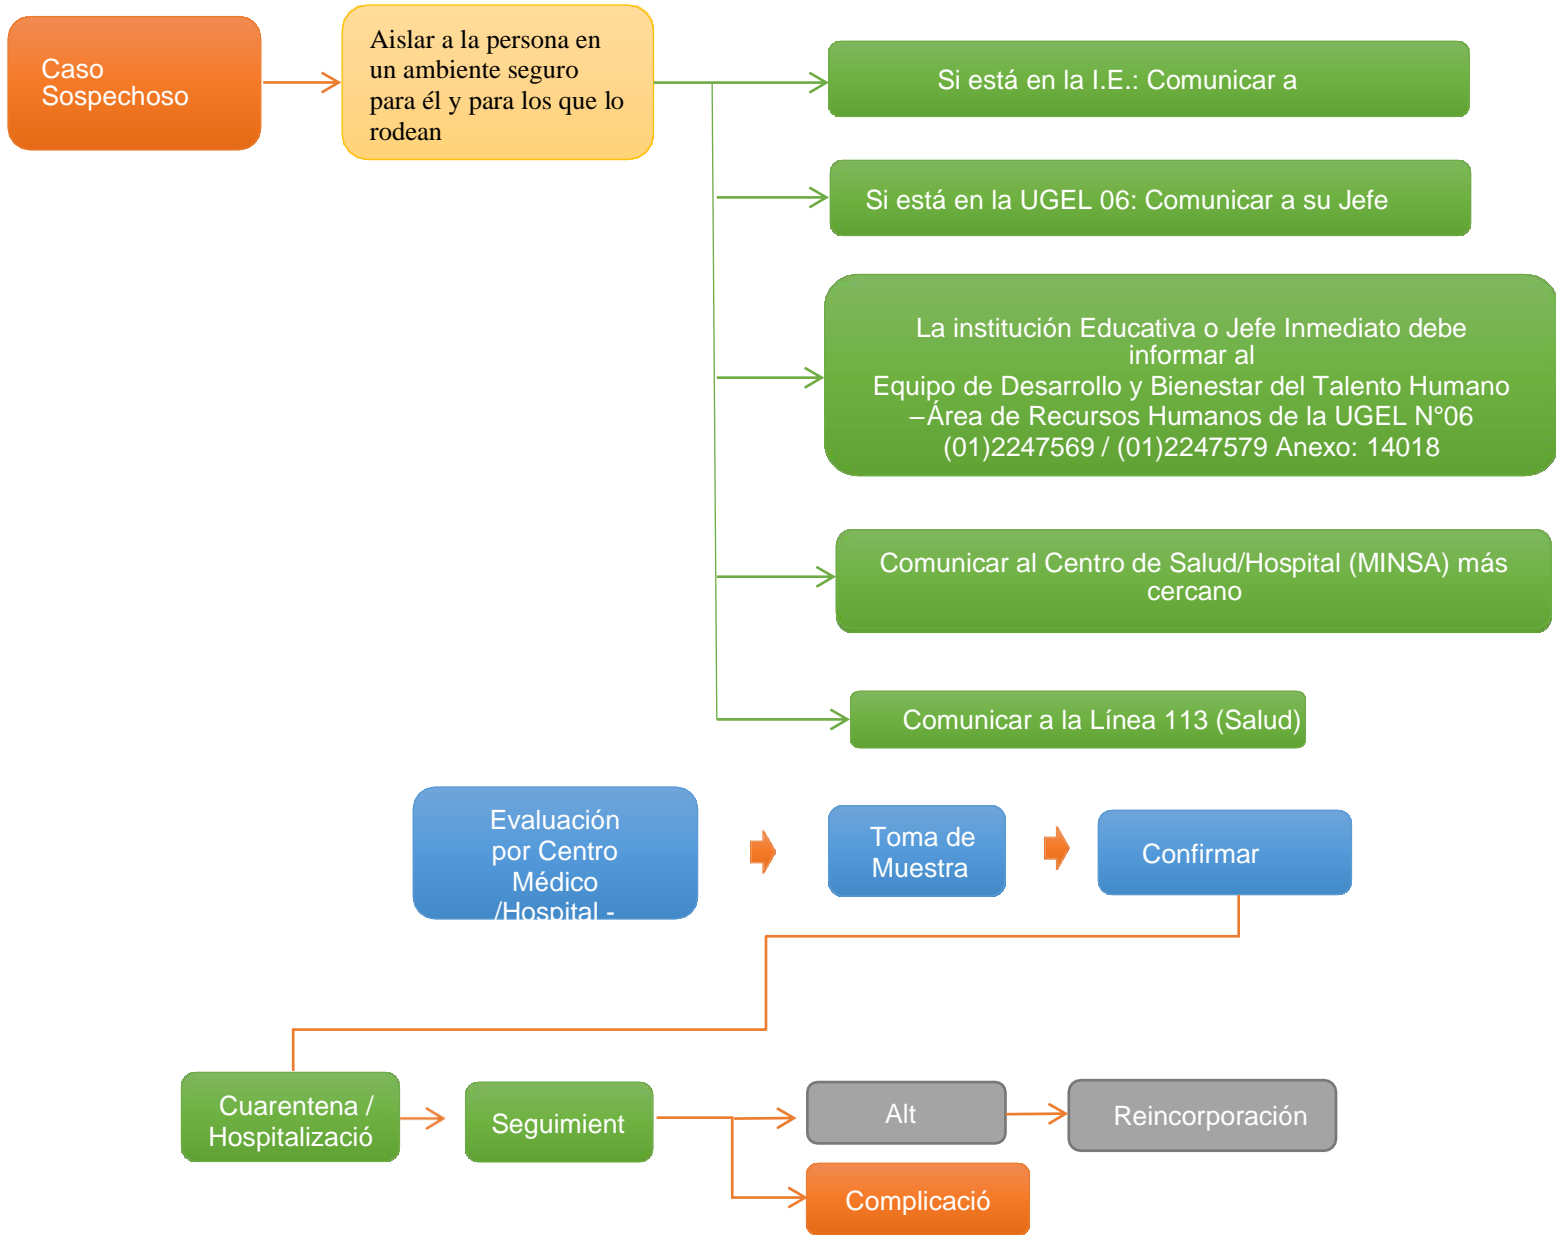 Caso
Sospechoso
Aislar a la persona en
un ambiente seguro
para él y para los que lo
rodean
Si está en la I.E.: Comunicar a
Si está en la UGEL 06: Comunicar a su Jefe
La institución Educativa o Jefe Inmediato debe
informar al
Equipo de Desarrollo y Bienestar del Talento Humano
–Área de Recursos Humanos de la UGEL N°06
(01)2247569 / (01)2247579 Anexo: 14018
Comunicar al Centro de Salud/Hospital (MINSA) más
cercano
Comunicar a la Línea 113 (Salud)
Evaluación
por Centro
Médico
/Hospital -
Toma de
Muestra
Confirmar
Cuarentena /
Hospitalizació
Seguimient
Alt
Reincorporación
Complicació